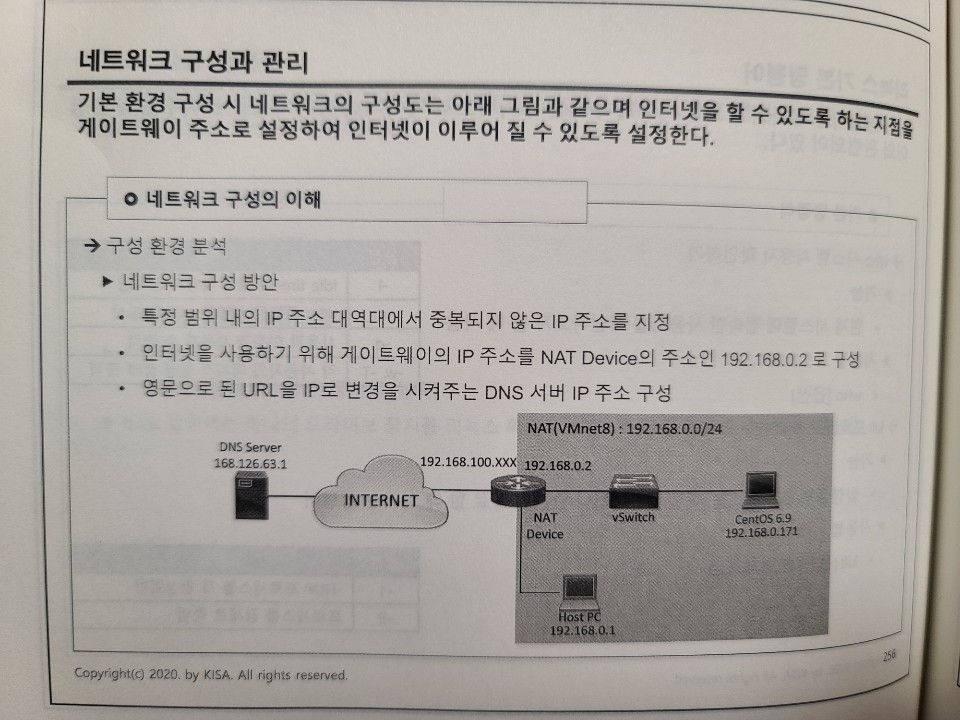 네트워크 구성과 관리
기본 환경 구성 시 네트워크의 구성도는 아래 그림과 같으며 인터넷을 할 수 있도록 하는 지점을
게이트웨이 주소로 설정하여 인터넷이 이루어 질 수 있도록 설정한다.
네트워크 구성의 이해
→ 구성 환경 분석
▶ 네트워크 구성 방안
• 특정 범위 내의 IP 주소 대역대에서 중복되지 않은 IP 주소를 지정
• 인터넷을 사용하기 위해 게이트웨이의 IP 주소를 NAT Device의 주소인 192.168.0.2 로 구성
• 영문으로 된 URL을 IP로 변경을 시켜주는 DNS 서버 IP 주소 구성
NAT(VMnet8) : 192.168.0.0/24
DNS Server
168.126.63.1
INTERNET
192.168.100.XXX
192.168.0.2
NAT
Device
vSwitch
CentOS 6.9
192.168.0.171
Host PC
192.168.0.1
Copyright(c) 2020. by KISA. All rights reserved.
256